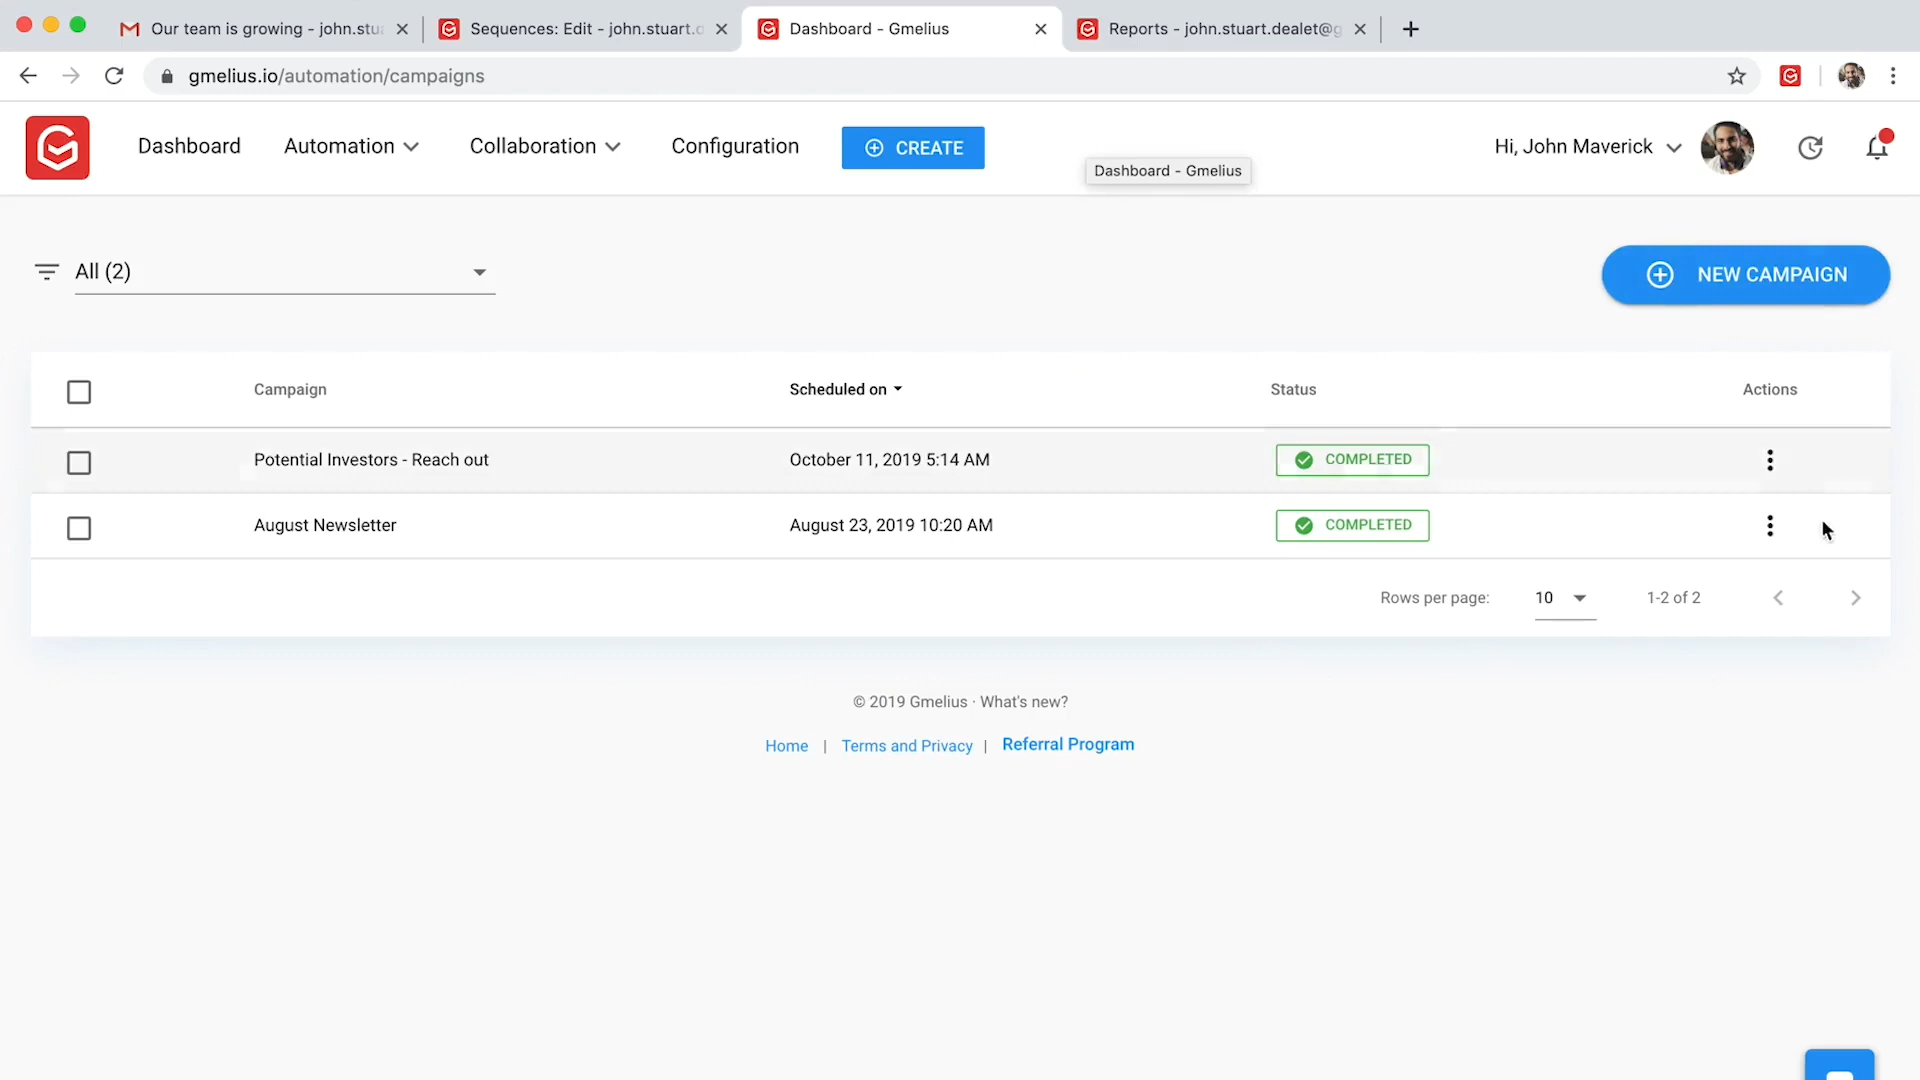 Our team is growing - john.stu
Sequences: Edit - john.stuart.
Dashboard - Gmelius
Reports - john.stuart.dealet@g
gmelius.io/automation/campaigns
Dashboard
Automation
Collaboration
Configuration
CREATE
Hi, John Maverick
Dashboard - Gmelius
All (2)
NEW CAMPAIGN
Campaign
Scheduled on
Status
Actions
Potential Investors - Reach out
October 11, 2019 5:14 AM
COMPLETED
August Newsletter
August 23, 2019 10:20 AM
COMPLETED
Rows per page:
10
1-2 of 2
© 2019 Gmelius · What's new?
Home | Terms and Privacy | Referral Program